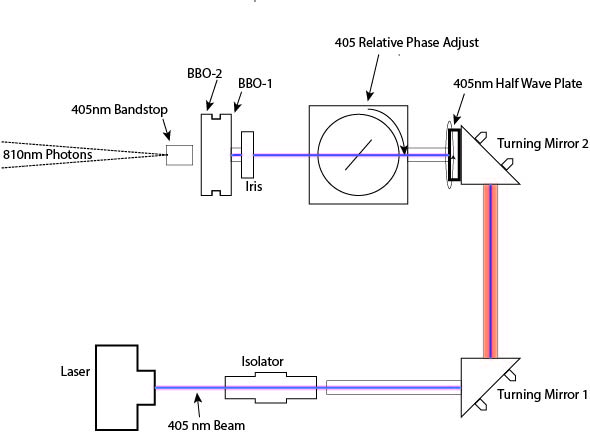 405 Relative Phase Adjust
BBO-2
BBO-1
405nm Half Wave Plate
405nm Bandstop
Turning Mirror 2
810nm Photons
Iris
Isolator
Laser
Turning Mirror 1
405 nm Beam